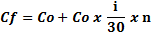 Cf = Co + Co x i/30 x n